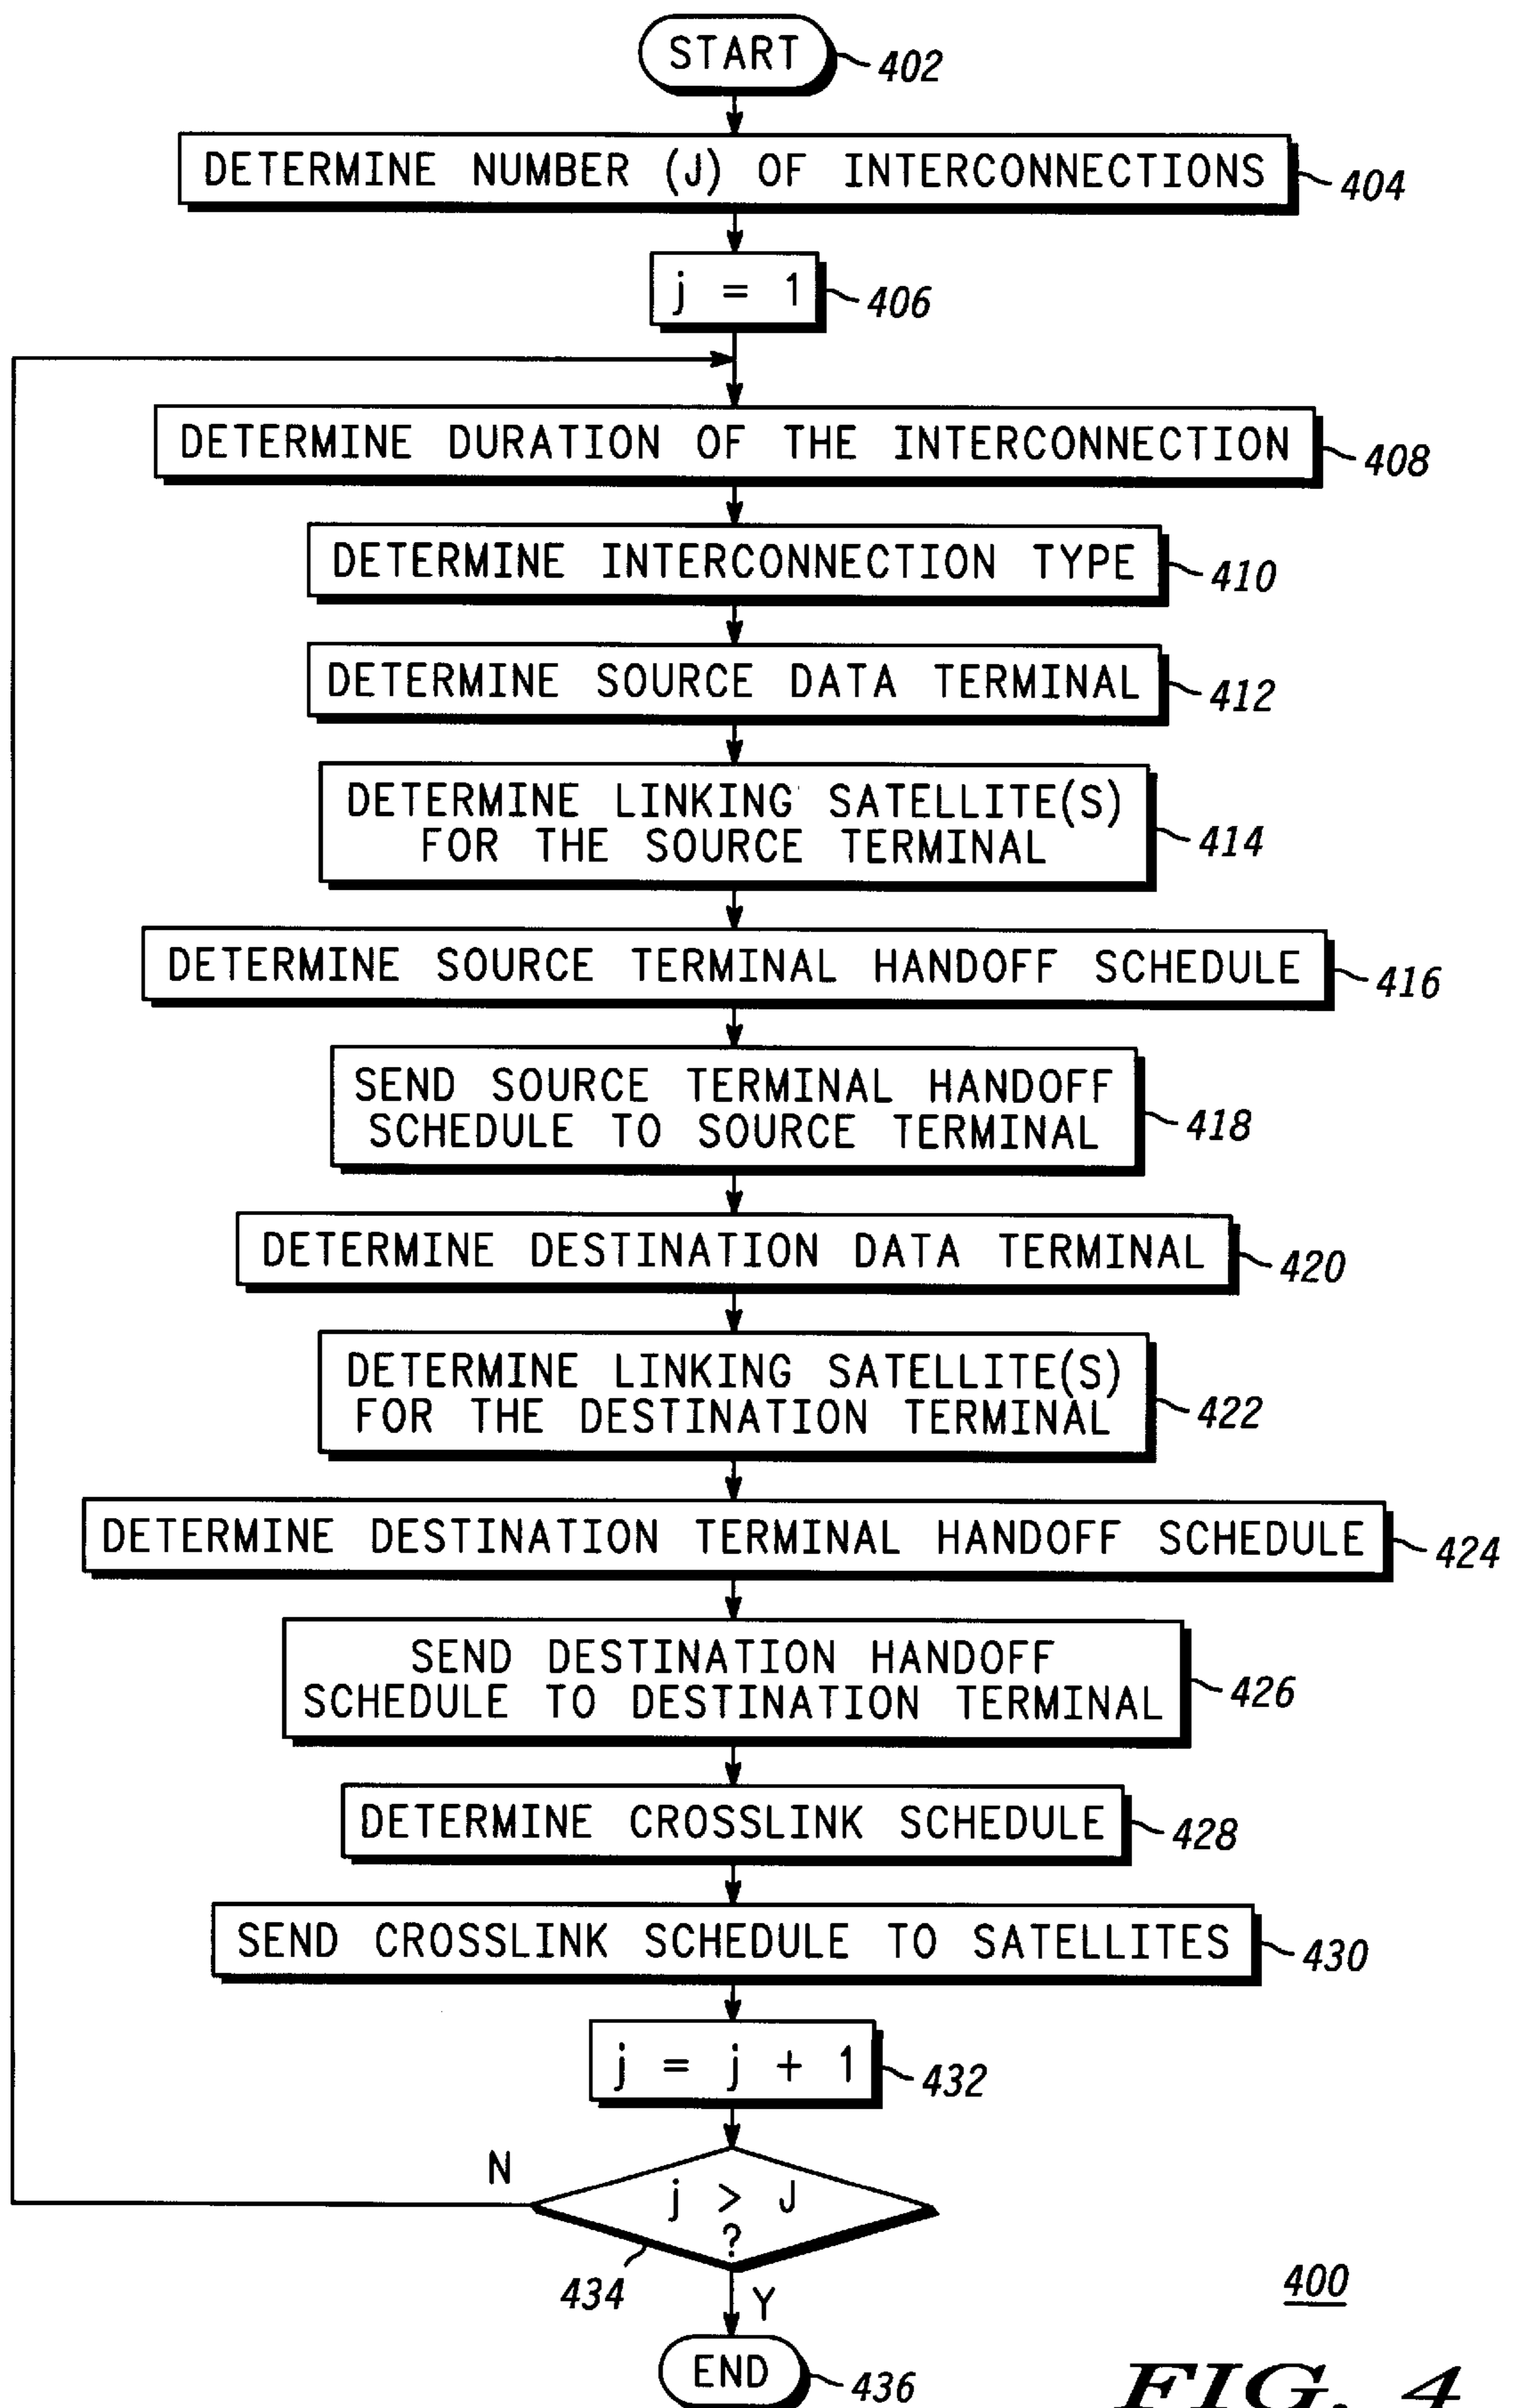 START
402
DETERMINE NUMBER (J) OF INTERCONNECTIONS
404
j = 1
406
DETERMINE DURATION OF THE INTERCONNECTION
408
DETERMINE INTERCONNECTION TYPE
410
DETERMINE SOURCE DATA TERMINAL
412
DETERMINE LINKING SATELLITE(S)
FOR THE SOURCE TERMINAL
414
DETERMINE SOURCE TERMINAL HANDOFF SCHEDULE
416
SEND SOURCE TERMINAL HANDOFF
SCHEDULE TO SOURCE TERMINAL
418
DETERMINE DESTINATION DATA TERMINAL
420
DETERMINE LINKING SATELLITE(S)
FOR THE DESTINATION TERMINAL
422
DETERMINE DESTINATION TERMINAL HANDOFF SCHEDULE
424
SEND DESTINATION HANDOFF
SCHEDULE TO DESTINATION TERMINAL
426
DETERMINE CROSSLINK SCHEDULE
428
SEND CROSSLINK SCHEDULE TO SATELLITES
430
j = j + 1
432
N
j > J
?
434
Y
END
436
400
FIG. 4